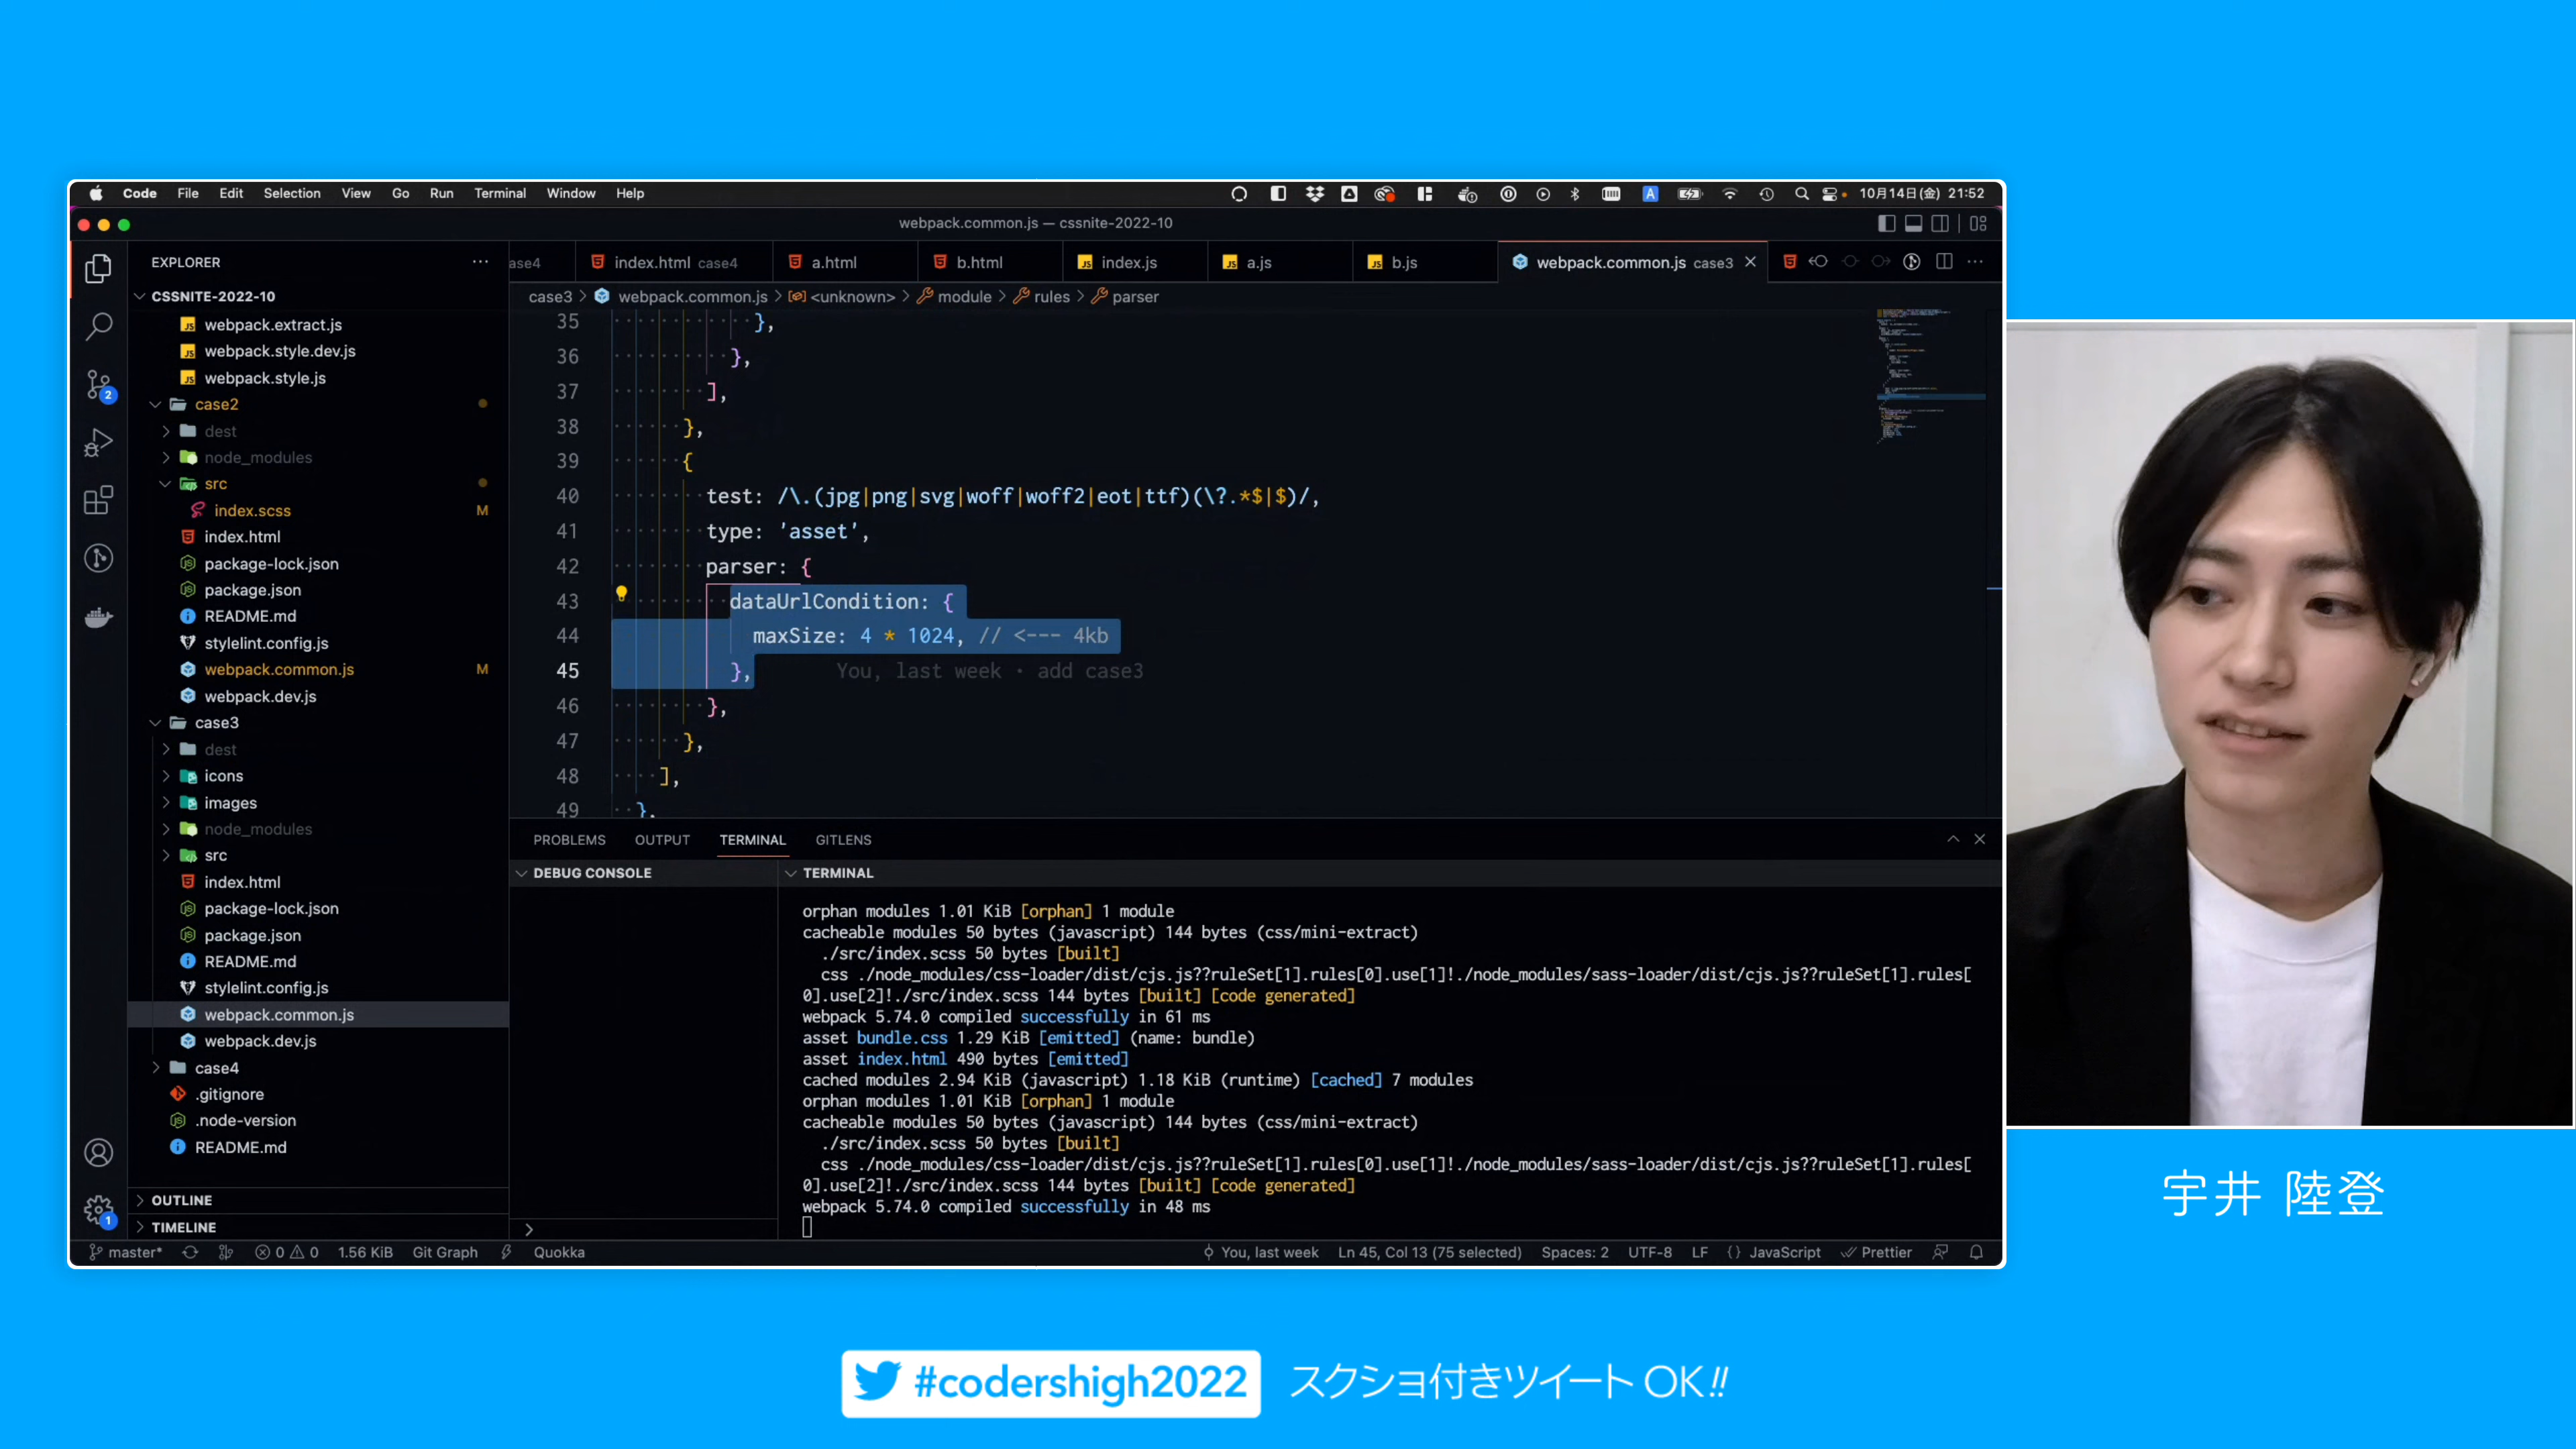 Code File Edit Selection View Go Run Terminal Window Help
A 10月14日(金) 21:52
webpack.common.js — cssnite-2022-10
EXPLORER
CSSNITE-2022-10
webpack.extract.js
webpack.style.dev.js
webpack.style.js
case2
dest
node_modules
src
index.scss M
index.html
package-lock.json
package.json
README.md
stylelint.config.js
webpack.common.js M
webpack.dev.js
case3
dest
icons
images
node_modules
src
index.html
package-lock.json
package.json
README.md
stylelint.config.js
webpack.common.js
webpack.dev.js
case4
.gitignore
.node-version
README.md
OUTLINE
TIMELINE
2
1
ase4 index.html case4 a.html b.html index.js a.js b.js webpack.common.js case3
case3 > webpack.common.js > <unknown> > module > rules > parser
35 },
36 },
37 ],
38 },
39 {
40 test: /\.(jpg|png|svg|woff|woff2|eot|ttf)(\?.*$|$)/,
41 type: 'asset',
42 parser: {
43 dataUrlCondition: {
44 maxSize: 4 * 1024, // <--- 4kb
45 }, You, last week • add case3
46 },
47 },
48 ],
49 },
PROBLEMS OUTPUT TERMINAL GITLENS
DEBUG CONSOLE
TERMINAL
orphan modules 1.01 KiB [orphan] 1 module
cacheable modules 50 bytes (javascript) 144 bytes (css/mini-extract)
./src/index.scss 50 bytes [built]
css ./node_modules/css-loader/dist/cjs.js??ruleSet[1].rules[0].use[1]!./node_modules/sass-loader/dist/cjs.js??ruleSet[1].rules[
0].use[2]!./src/index.scss 144 bytes [built] [code generated]
webpack 5.74.0 compiled successfully in 61 ms
asset bundle.css 1.29 KiB [emitted] (name: bundle)
asset index.html 490 bytes [emitted]
cached modules 2.94 KiB (javascript) 1.18 KiB (runtime) [cached] 7 modules
orphan modules 1.01 KiB [orphan] 1 module
cacheable modules 50 bytes (javascript) 144 bytes (css/mini-extract)
./src/index.scss 50 bytes [built]
css ./node_modules/css-loader/dist/cjs.js??ruleSet[1].rules[0].use[1]!./node_modules/sass-loader/dist/cjs.js??ruleSet[1].rules[
0].use[2]!./src/index.scss 144 bytes [built] [code generated]
webpack 5.74.0 compiled successfully in 48 ms
master* 0 0 1.56 KiB Git Graph Quokka You, last week Ln 45, Col 13 (75 selected) Spaces: 2 UTF-8 LF {} JavaScript Prettier
宇井 陸登
#codershigh2022 スクショ付きツイート OK!!